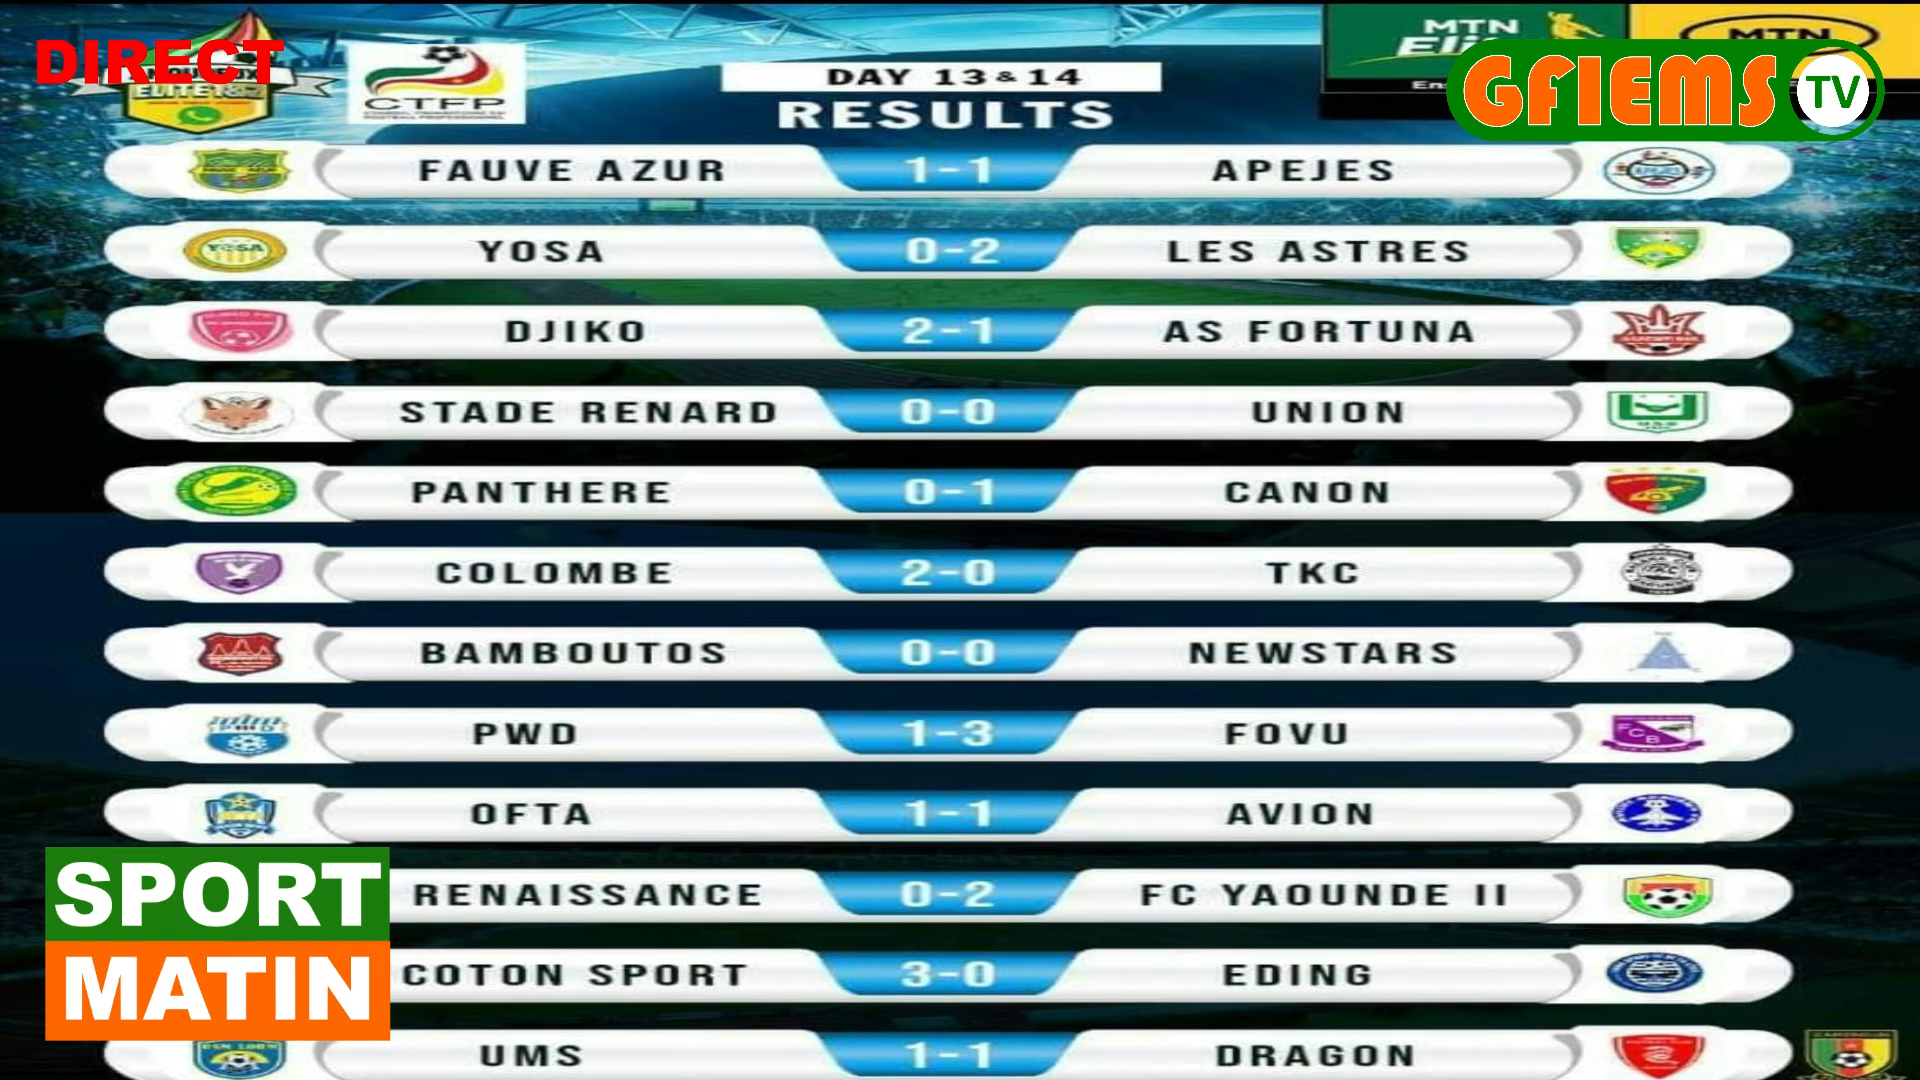 DIRECT
ELITE
CTFP
DAY 13 & 14
RESULTS
MTN
MTN
GFIEMS TV
FAUVE AZUR 1-1 APEJES
YOSA 0-2 LES ASTRES
DJIKO 2-1 AS FORTUNA
STADE RENARD 0-0 UNION
PANTHERE 0-1 CANON
COLOMBE 2-0 TKC
BAMBOUTOS 0-0 NEWSTARS
PWD 1-3 FOVU
OFTA 1-1 AVION
RENAISSANCE 0-2 FC YAOUNDE II
COTON SPORT 3-0 EDING
UMS 1-1 DRAGON
SPORT
MATIN